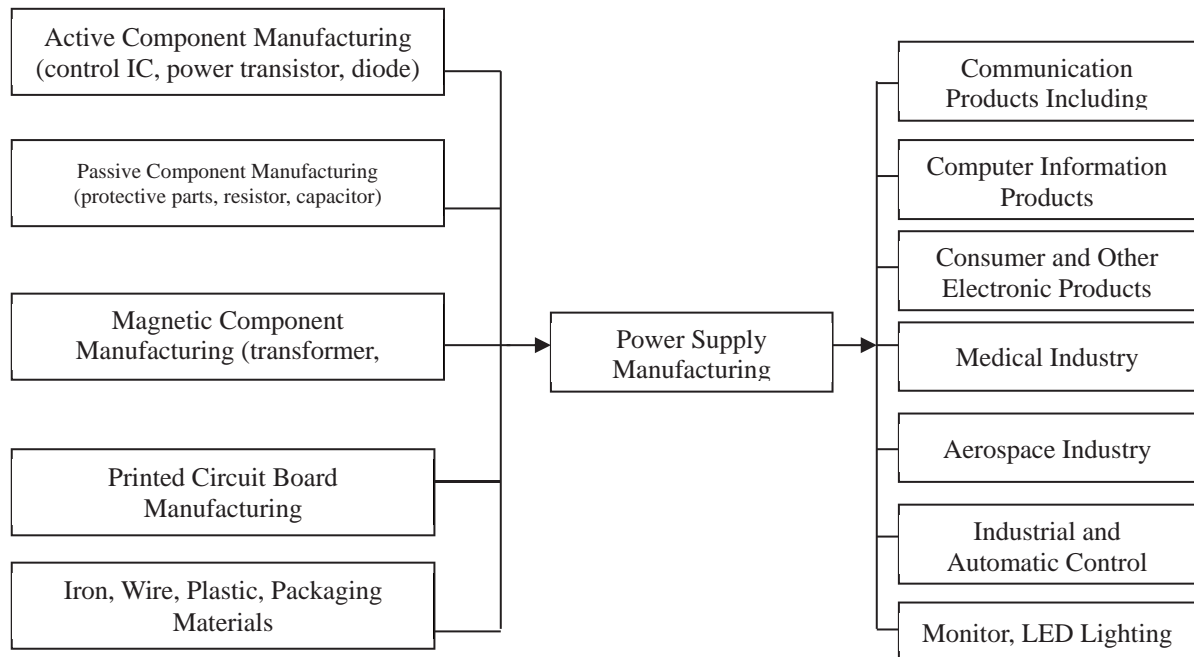 Active Component Manufacturing
(control IC, power transistor, diode)
Passive Component Manufacturing
(protective parts, resistor, capacitor)
Magnetic Component
Manufacturing (transformer,
Printed Circuit Board
Manufacturing
Iron, Wire, Plastic, Packaging
Materials
Power Supply
Manufacturing
Communication
Products Including
Computer Information
Products
Consumer and Other
Electronic Products
Medical Industry
Aerospace Industry
Industrial and
Automatic Control
Monitor, LED Lighting